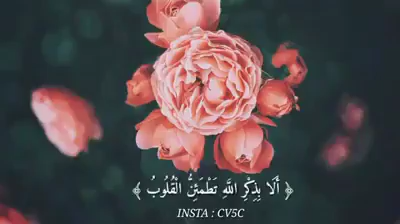 ﴿ أَلَا بِذِكْرِ اللَّهِ تَطْمَئِنُّ الْقُلُوبُ ﴾
INSTA : CV5C